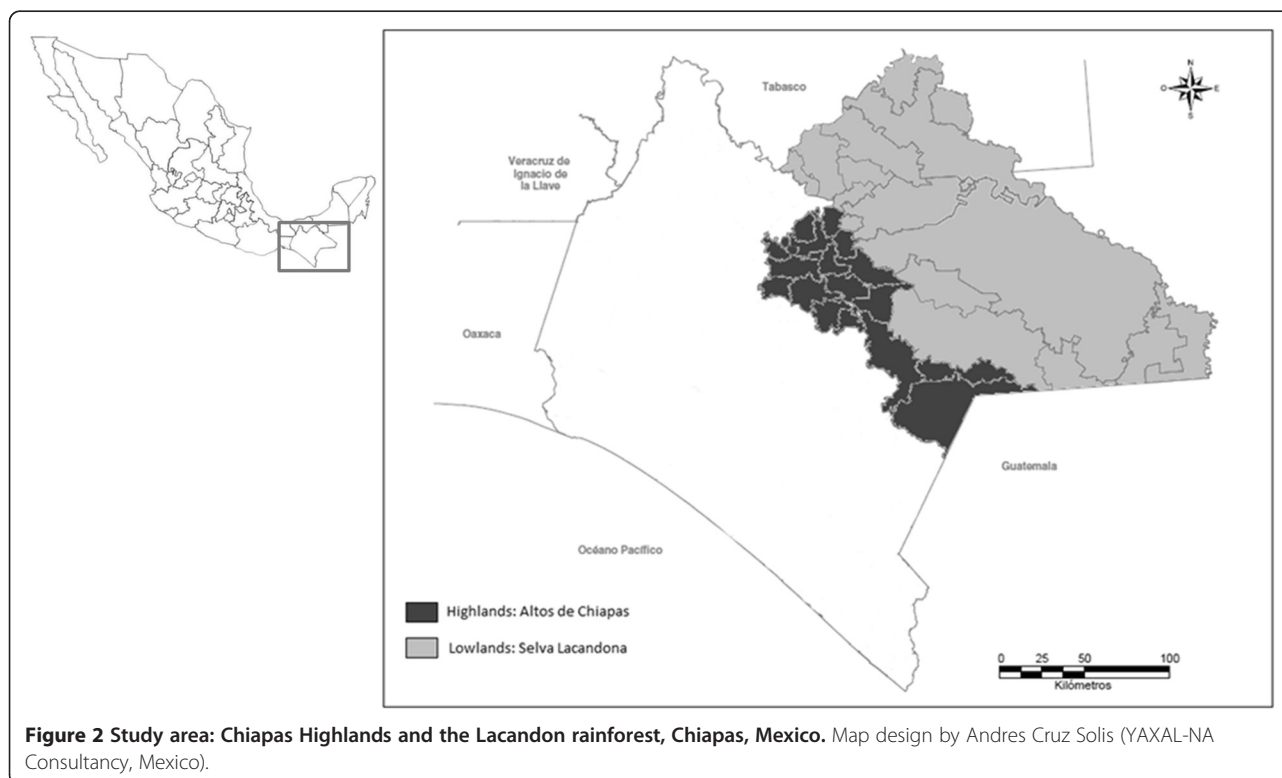 Tabasco
N
O E
S
Veracruz de
Ignacio de
la Llave
Oaxaca
Guatemala
Océano Pacífico
Highlands: Altos de Chiapas
Lowlands: Selva Lacandona
0 25 50 100
Kilómetros
Figure 2 Study area: Chiapas Highlands and the Lacandon rainforest, Chiapas, Mexico. Map design by Andres Cruz Solis (YAXAL-NA
Consultancy, Mexico).